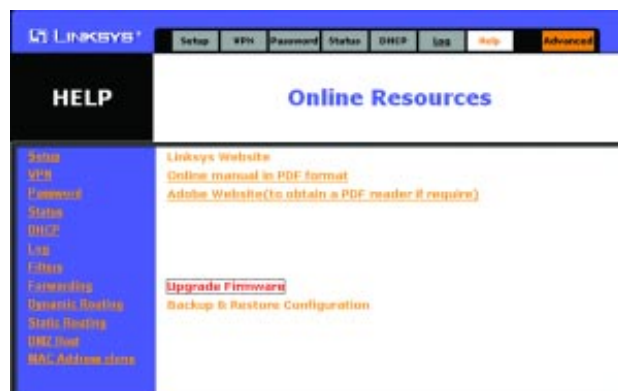 LINKSYS®
Setup VPN Password Status DHCP Log Help Advanced
HELP
Online Resources
Setup
VPN
Password
Status
DHCP
Log
Filters
Forwarding
Dynamic Routing
Static Routing
DMZ Host
MAC Address clone
Linksys Website
Online manual in PDF format
Adobe Website(to obtain a PDF reader if require)
Upgrade Firmware
Backup & Restore Configuration